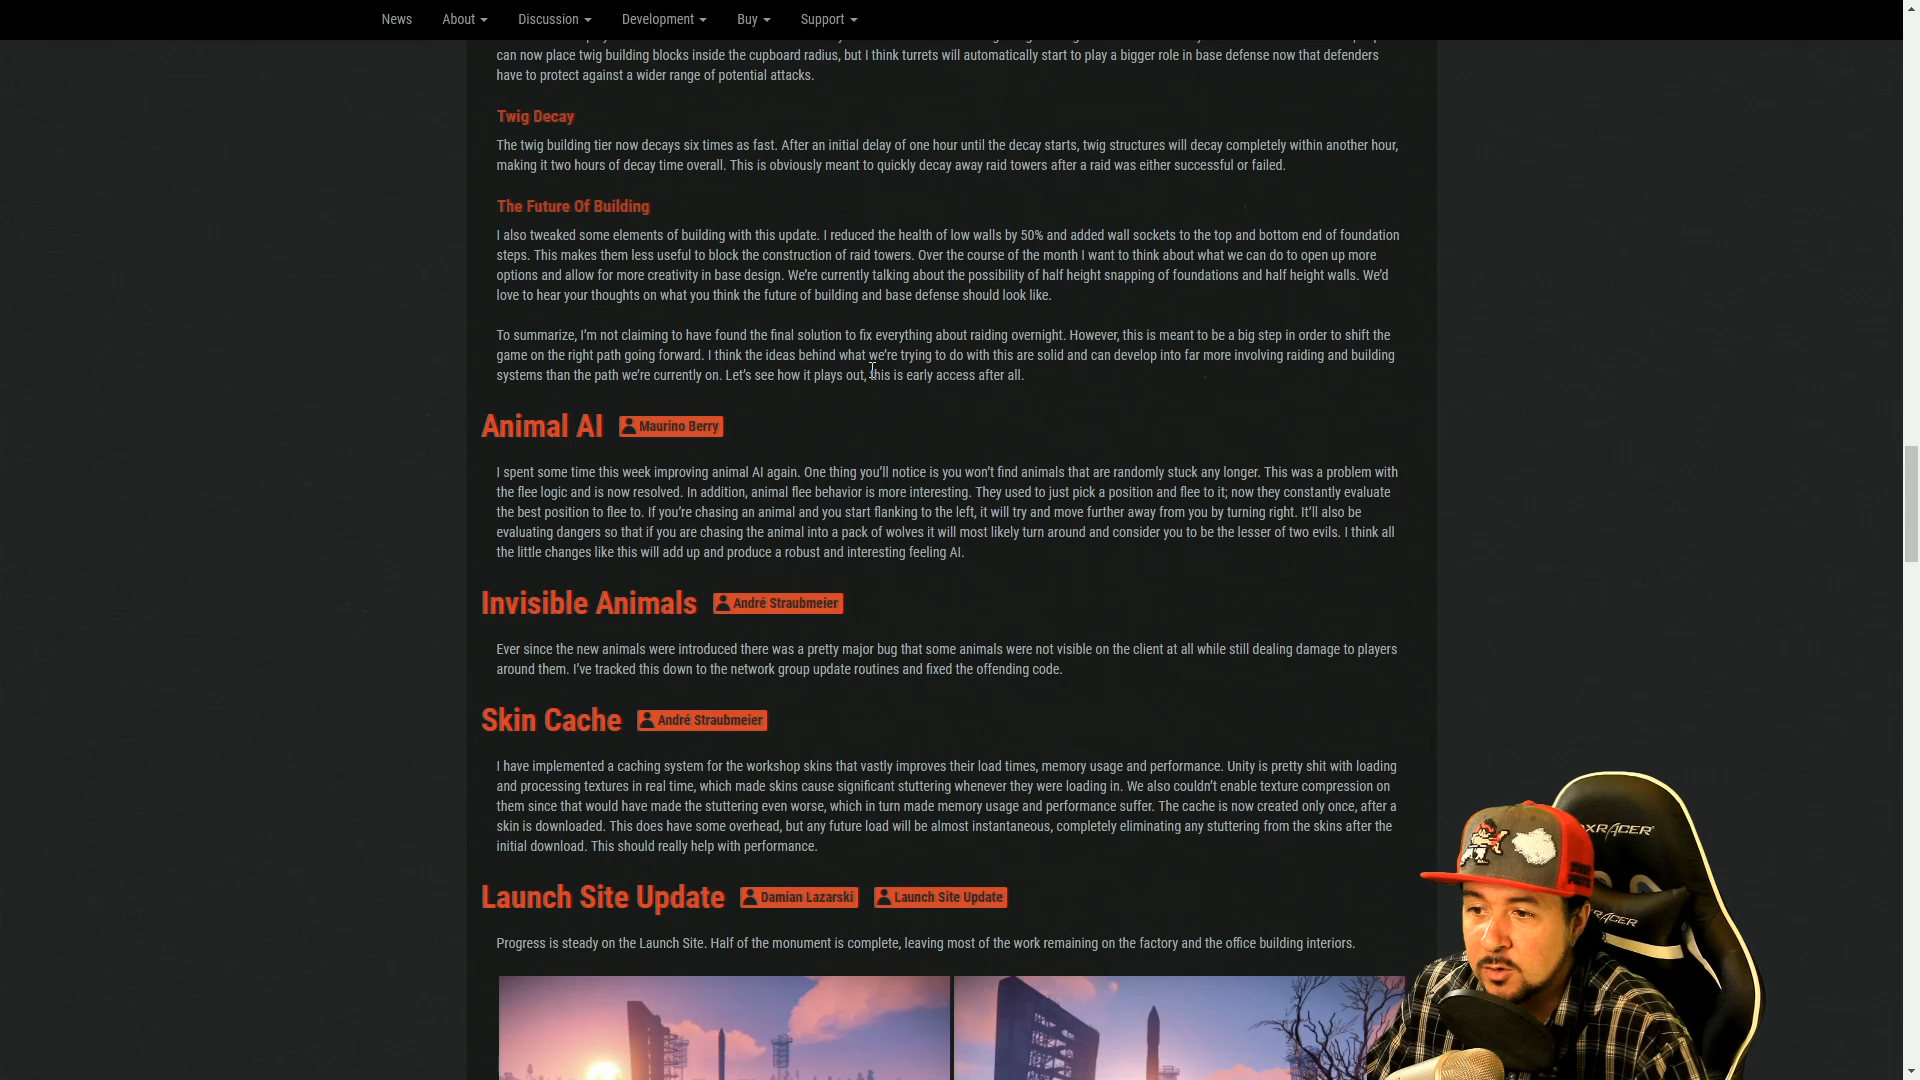 News About Discussion Development Buy Support
can now place twig building blocks inside the cupboard radius, but I think turrets will automatically start to play a bigger role in base defense now that defenders
have to protect against a wider range of potential attacks.
Twig Decay
The twig building tier now decays six times as fast. After an initial delay of one hour until the decay starts, twig structures will decay completely within another hour,
making it two hours of decay time overall. This is obviously meant to quickly decay away raid towers after a raid was either successful or failed.
The Future Of Building
I also tweaked some elements of building with this update. I reduced the health of low walls by 50% and added wall sockets to the top and bottom end of foundation
steps. This makes them less useful to block the construction of raid towers. Over the course of the month I want to think about what we can do to open up more
options and allow for more creativity in base design. We're currently talking about the possibility of half height snapping of foundations and half height walls. We'd
love to hear your thoughts on what you think the future of building and base defense should look like.
To summarize, I'm not claiming to have found the final solution to fix everything about raiding overnight. However, this is meant to be a big step in order to shift the
game on the right path going forward. I think the ideas behind what we're trying to do with this are solid and can develop into far more involving raiding and building
systems than the path we're currently on. Let's see how it plays out, this is early access after all.
Animal AI Maurino Berry
I spent some time this week improving animal AI again. One thing you'll notice is you won't find animals that are randomly stuck any longer. This was a problem with
the flee logic and is now resolved. In addition, animal flee behavior is more interesting. They used to just pick a position and flee to it; now they constantly evaluate
the best position to flee to. If you're chasing an animal and you start flanking to the left, it will try and move further away from you by turning right. It'll also be
evaluating dangers so that if you are chasing the animal into a pack of wolves it will most likely turn around and consider you to be the lesser of two evils. I think all
the little changes like this will add up and produce a robust and interesting feeling AI.
Invisible Animals André Straubmeier
Ever since the new animals were introduced there was a pretty major bug that some animals were not visible on the client at all while still dealing damage to players
around them. I've tracked this down to the network group update routines and fixed the offending code.
Skin Cache André Straubmeier
I have implemented a caching system for the workshop skins that vastly improves their load times, memory usage and performance. Unity is pretty shit with loading
and processing textures in real time, which made skins cause significant stuttering whenever they were loading in. We also couldn't enable texture compression on
them since that would have made the stuttering even worse, which in turn made memory usage and performance suffer. The cache is now created only once, after a
skin is downloaded. This does have some overhead, but any future load will be almost instantaneous, completely eliminating any stuttering from the skins after the
initial download. This should really help with performance.
Launch Site Update Damian Lazarski Launch Site Update
Progress is steady on the Launch Site. Half of the monument is complete, leaving most of the work remaining on the factory and the office building interiors.